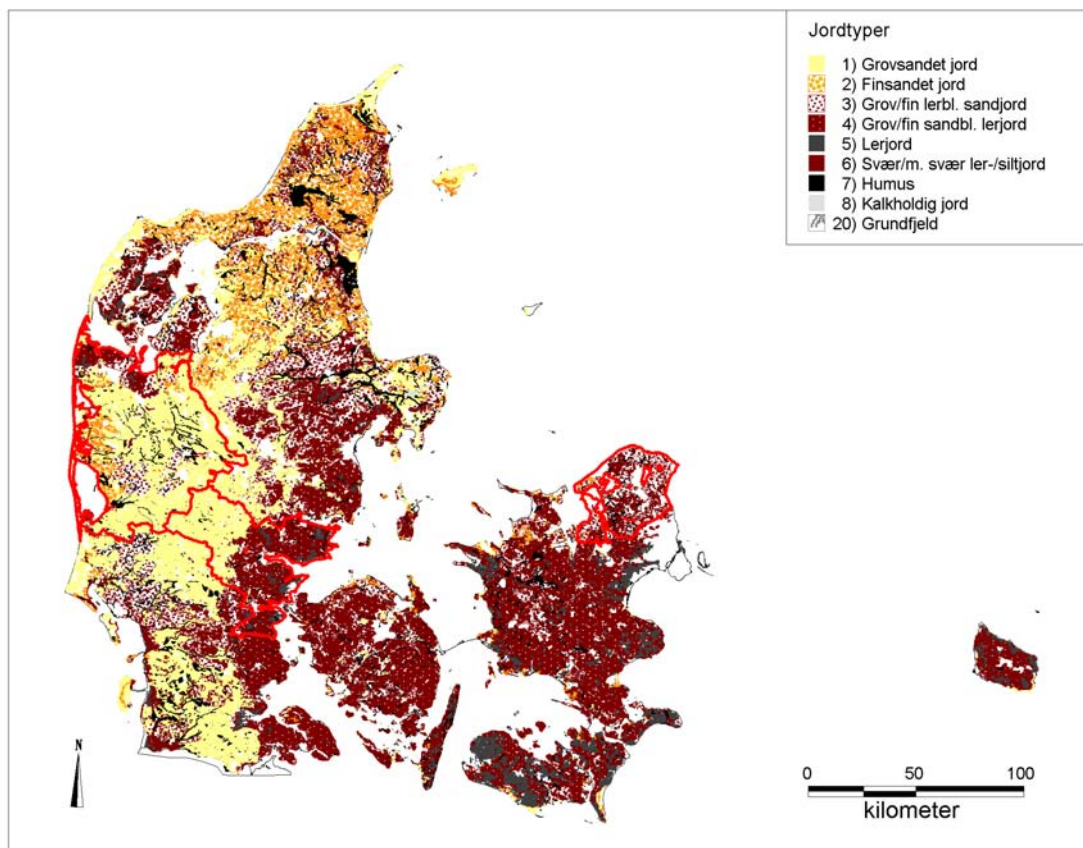 Jordtyper
1) Grovsandet jord
2) Finsandet jord
3) Grov/fin lerbl. sandjord
4) Grov/fin sandbl. lerjord
5) Lerjord
6) Svær/m. svær ler-/siltjord
7) Humus
8) Kalkholdig jord
20) Grundfjeld
N
0 50 100
kilometer